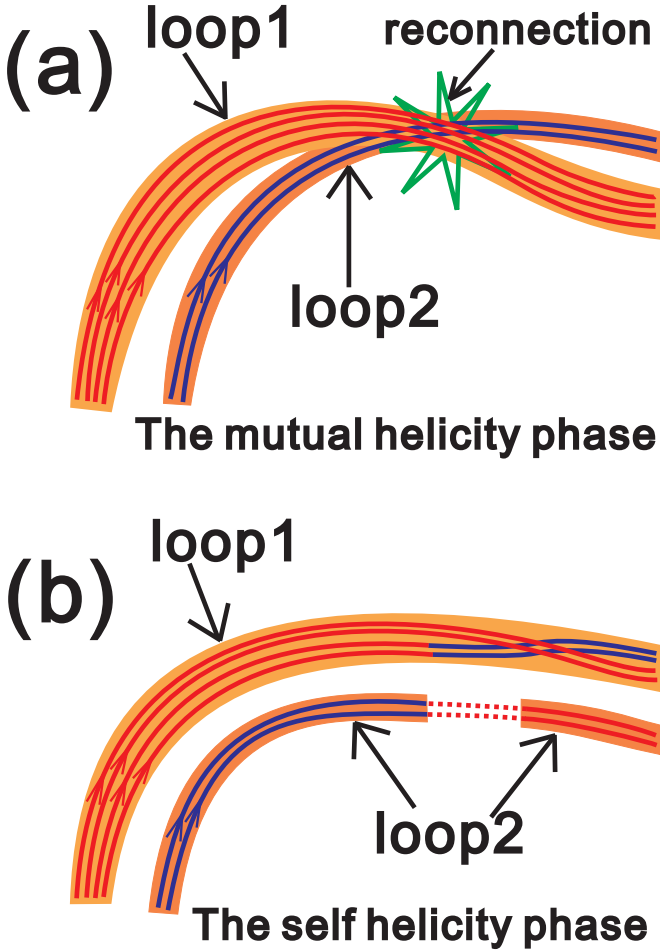 (a)
loop1
reconnection
loop2
The mutual helicity phase
(b)
loop1
loop2
The self helicity phase